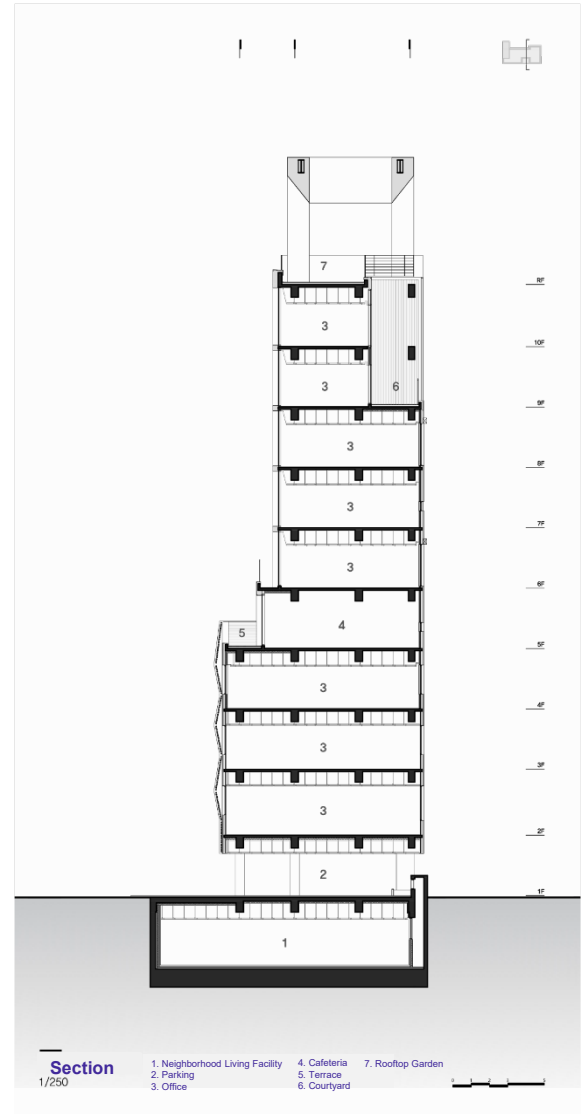 7
RF
3
10F
3
6
9F
3
8F
3
7F
3
6F
4
5
5F
3
4F
3
3F
3
2F
2
1F
1
Section
1/250
1. Neighborhood Living Facility
2. Parking
3. Office
4. Cafeteria
5. Terrace
6. Courtyard
7. Rooftop Garden